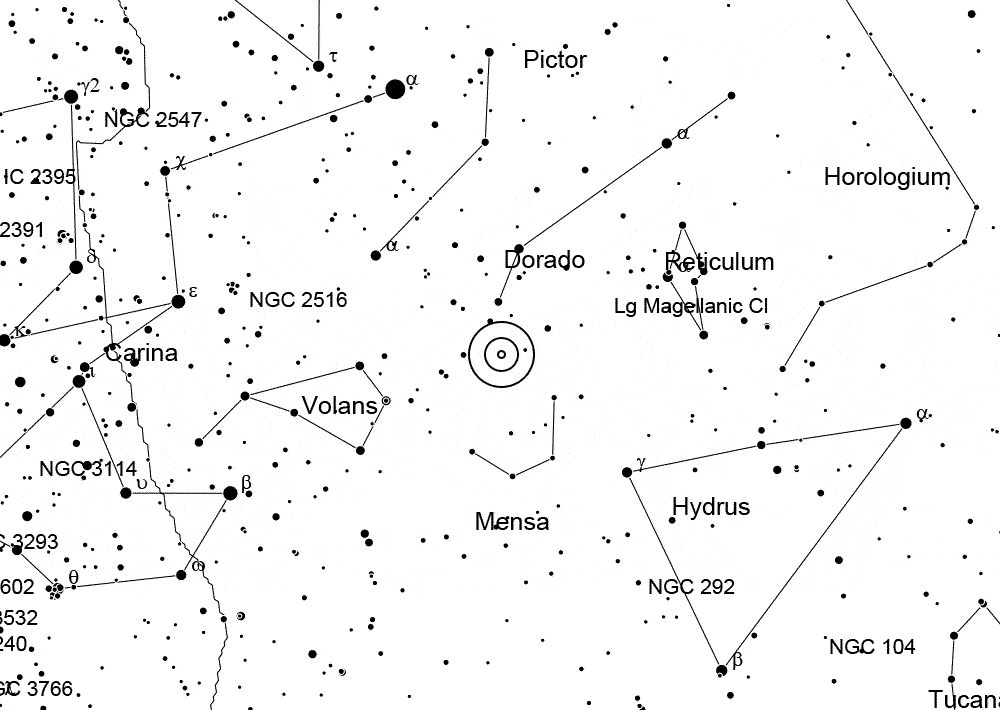 Pictor
τ
α
γ2
NGC 2547
α
χ
IC 2395
Horologium
2391
α
δ
Dorado
Reticulum
α
ε
NGC 2516
Lg Magellanic Cl
κ
Carina
ι
Volans
α
γ
NGC 3114
υ
β
Hydrus
Mensa
C 3293
ω
θ
602
NGC 292
3532
240
NGC 104
β
GC 3766
λ
Tucana